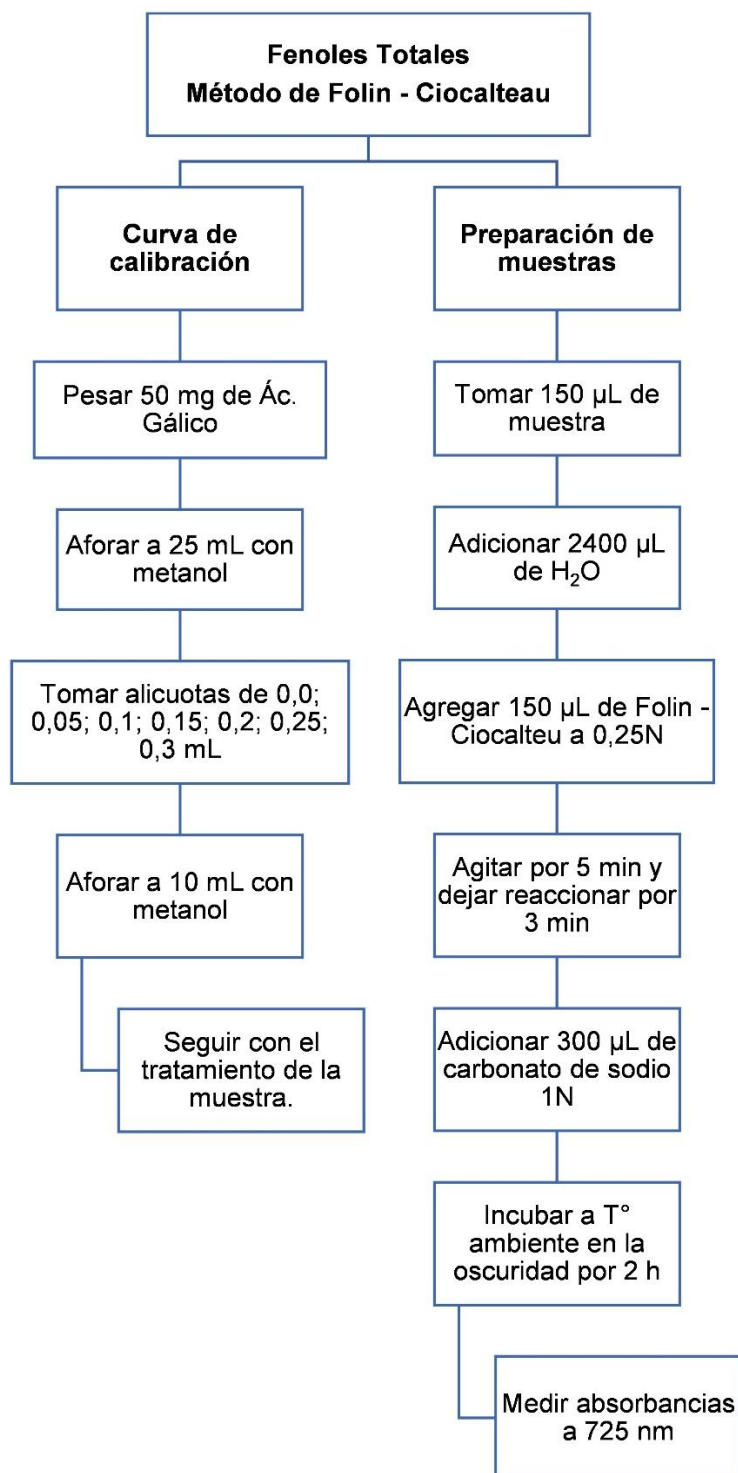 Fenoles Totales
Método de Folin - Ciocalteau
Curva de
calibración
Pesar 50 mg de Ác.
Gálico
Aforar a 25 mL con
metanol
Tomar alicuotas de 0,0;
0,05; 0,1; 0,15; 0,2; 0,25;
0,3 mL
Aforar a 10 mL con
metanol
Seguir con el
tratamiento de la
muestra.
Preparación de
muestras
Tomar 150 µL de
muestra
Adicionar 2400 µL
de H₂O
Agregar 150 µL de Folin -
Ciocalteu a 0,25N
Agitar por 5 min y
dejar reaccionar por
3 min
Adicionar 300 µL de
carbonato de sodio
1N
Incubar a T°
ambiente en la
oscuridad por 2 h
Medir absorbancias
a 725 nm